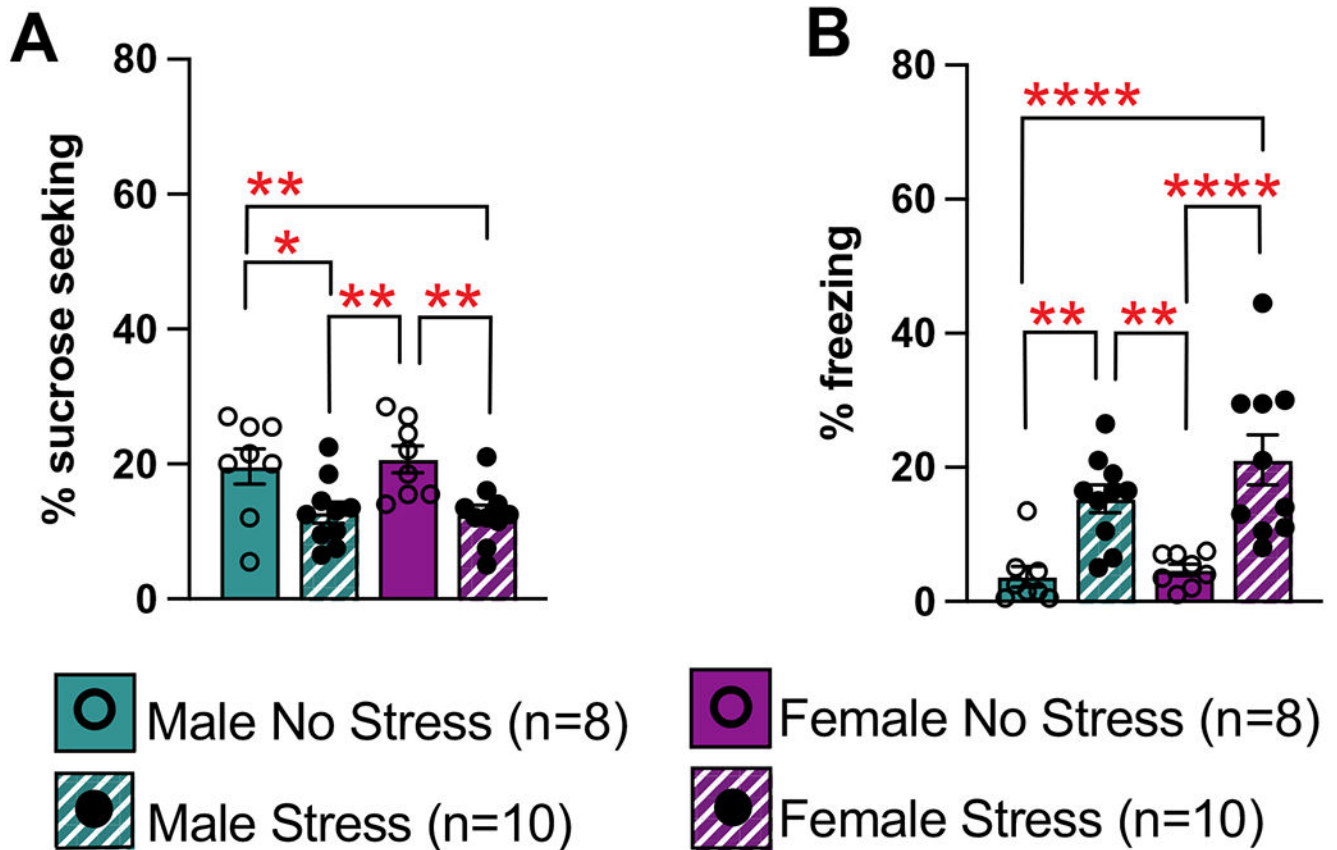 A
% sucrose seeking
80
60
40
20
0
**
*
**
**
B
% freezing
80
60
40
20
0
****
****
**
**
Male No Stress (n=8)
Female No Stress (n=8)
Male Stress (n=10)
Female Stress (n=10)